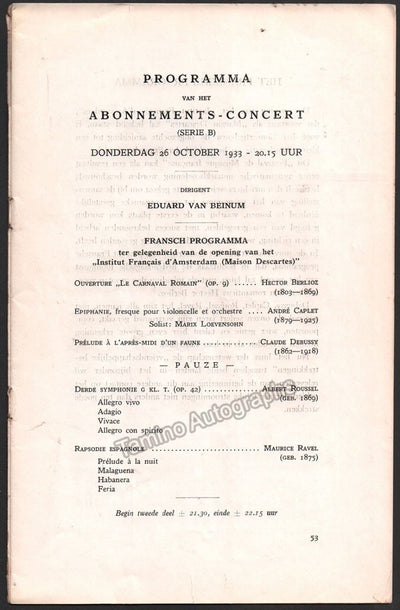 PROGRAMMA
VAN HET
ABONNEMENTS-CONCERT
(SERIE B)
DONDERDAG 26 OCTOBER 1933 - 20.15 UUR
DIRIGENT
EDUARD VAN BEINUM
FRANSCH PROGRAMMA
ter gelegenheid van de opening van het
„Institut Français d'Amsterdam (Maison Descartes)"
OUVERTURE „LE CARNAVAL ROMAIN" (OP. 9) ...... HECTOR BERLIOZ
(1803—1869)
EPIPHANIE, fresque pour violoncelle et orchestre .... ANDRÉ CAPLET
(1879—1925)
Solist: MARIX LOEVENSOHN
PRÉLUDE À L'APRÈS-MIDI D'UN FAUNE ............... CLAUDE DEBUSSY
(1862—1918)
— PAUZE —
DERDE SYMPHONIE G KL. T. (OP. 42) ............... ALBERT ROUSSEL
(GEB. 1869)
Allegro vivo
Adagio
Vivace
Allegro con spirito
RAPSODIE ESPAGNOLE ........................... MAURICE RAVEL
(GEB. 1875)
Prélude à la nuit
Malaguena
Habanera
Feria
Begin tweede deel ± 21.30, einde ± 22.15 uur
53
Tamino Autographs